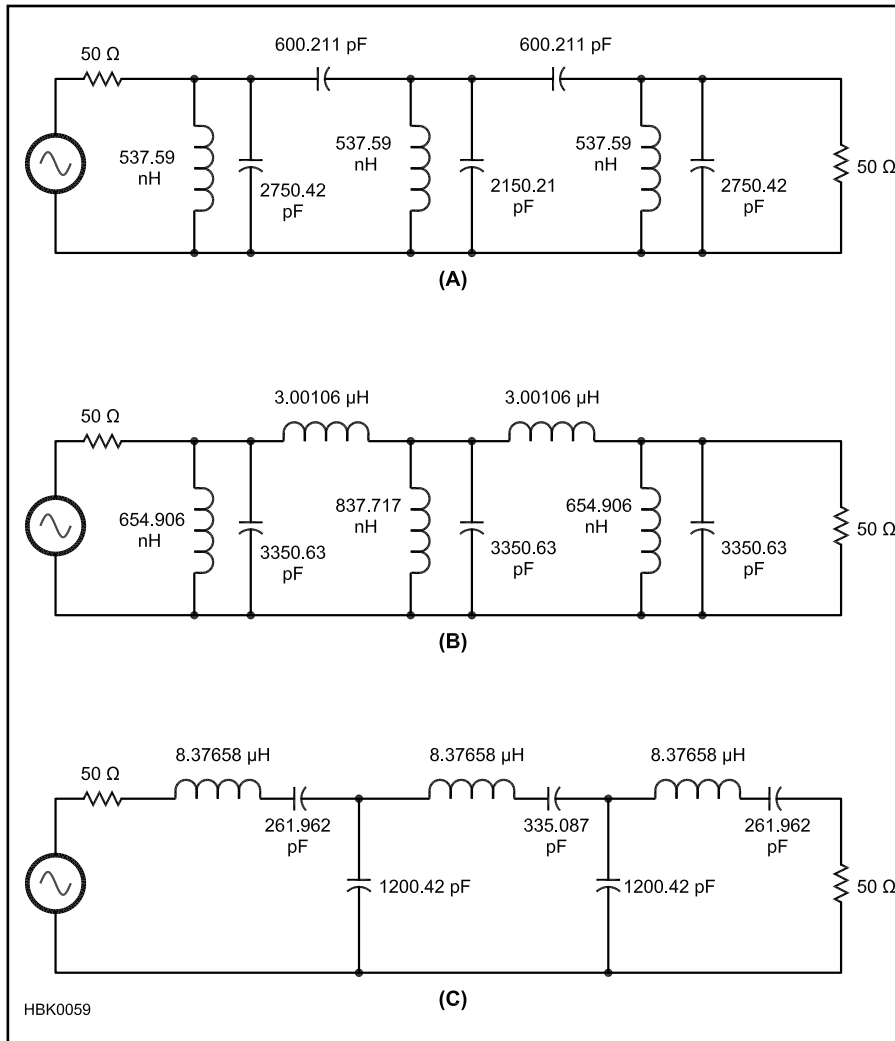 600.211 pF
600.211 pF
50 Ω
537.59
nH
2750.42
pF
537.59
nH
2150.21
pF
537.59
nH
2750.42
pF
50 Ω
(A)
3.00106 µH
3.00106 µH
50 Ω
654.906
nH
3350.63
pF
837.717
nH
3350.63
pF
654.906
nH
3350.63
pF
50 Ω
(B)
8.37658 µH
8.37658 µH
8.37658 µH
50 Ω
261.962
pF
335.087
pF
261.962
pF
1200.42 pF
1200.42 pF
50 Ω
(C)
HBK0059